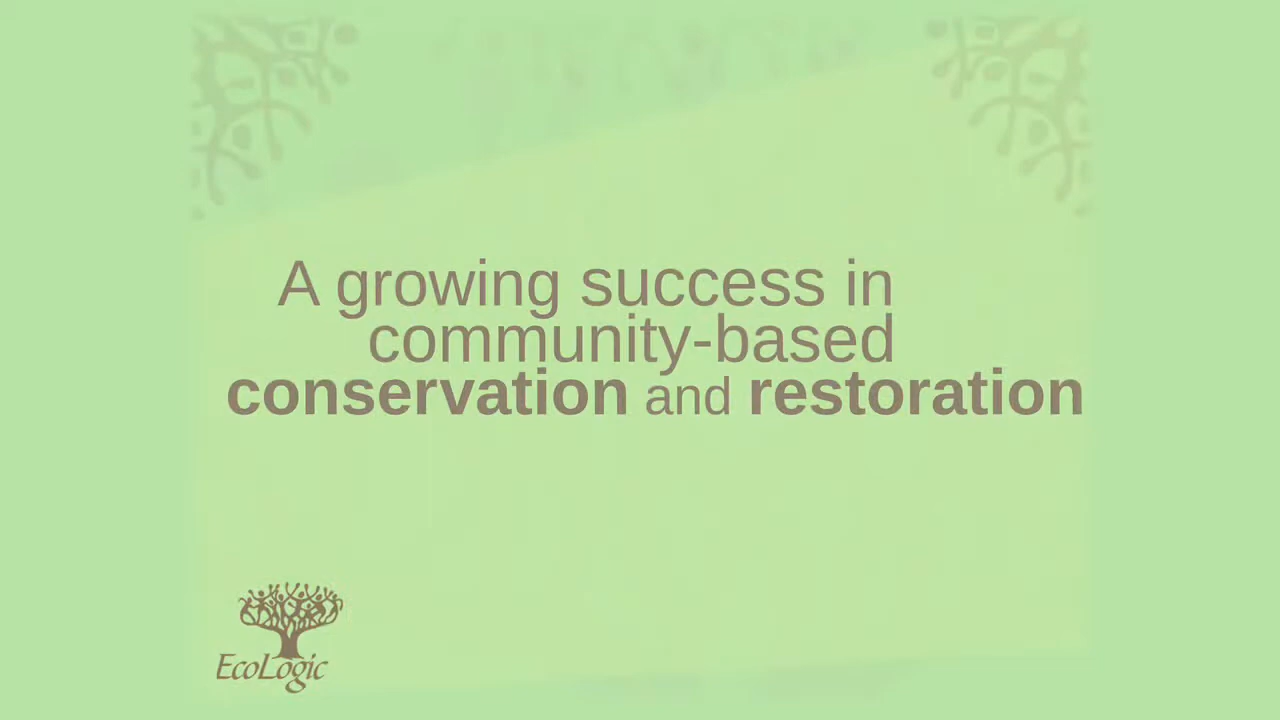 A growing success in
community-based
conservation and restoration
EcoLogic